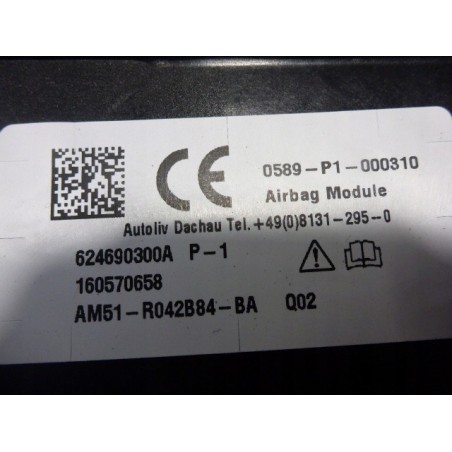 CE
0589-P1-000310
Airbag Module
Autoliv Dachau Tel.+49(0)8131-295-0
624690300A P-1
160570658
AM51-R042B84-BA Q02